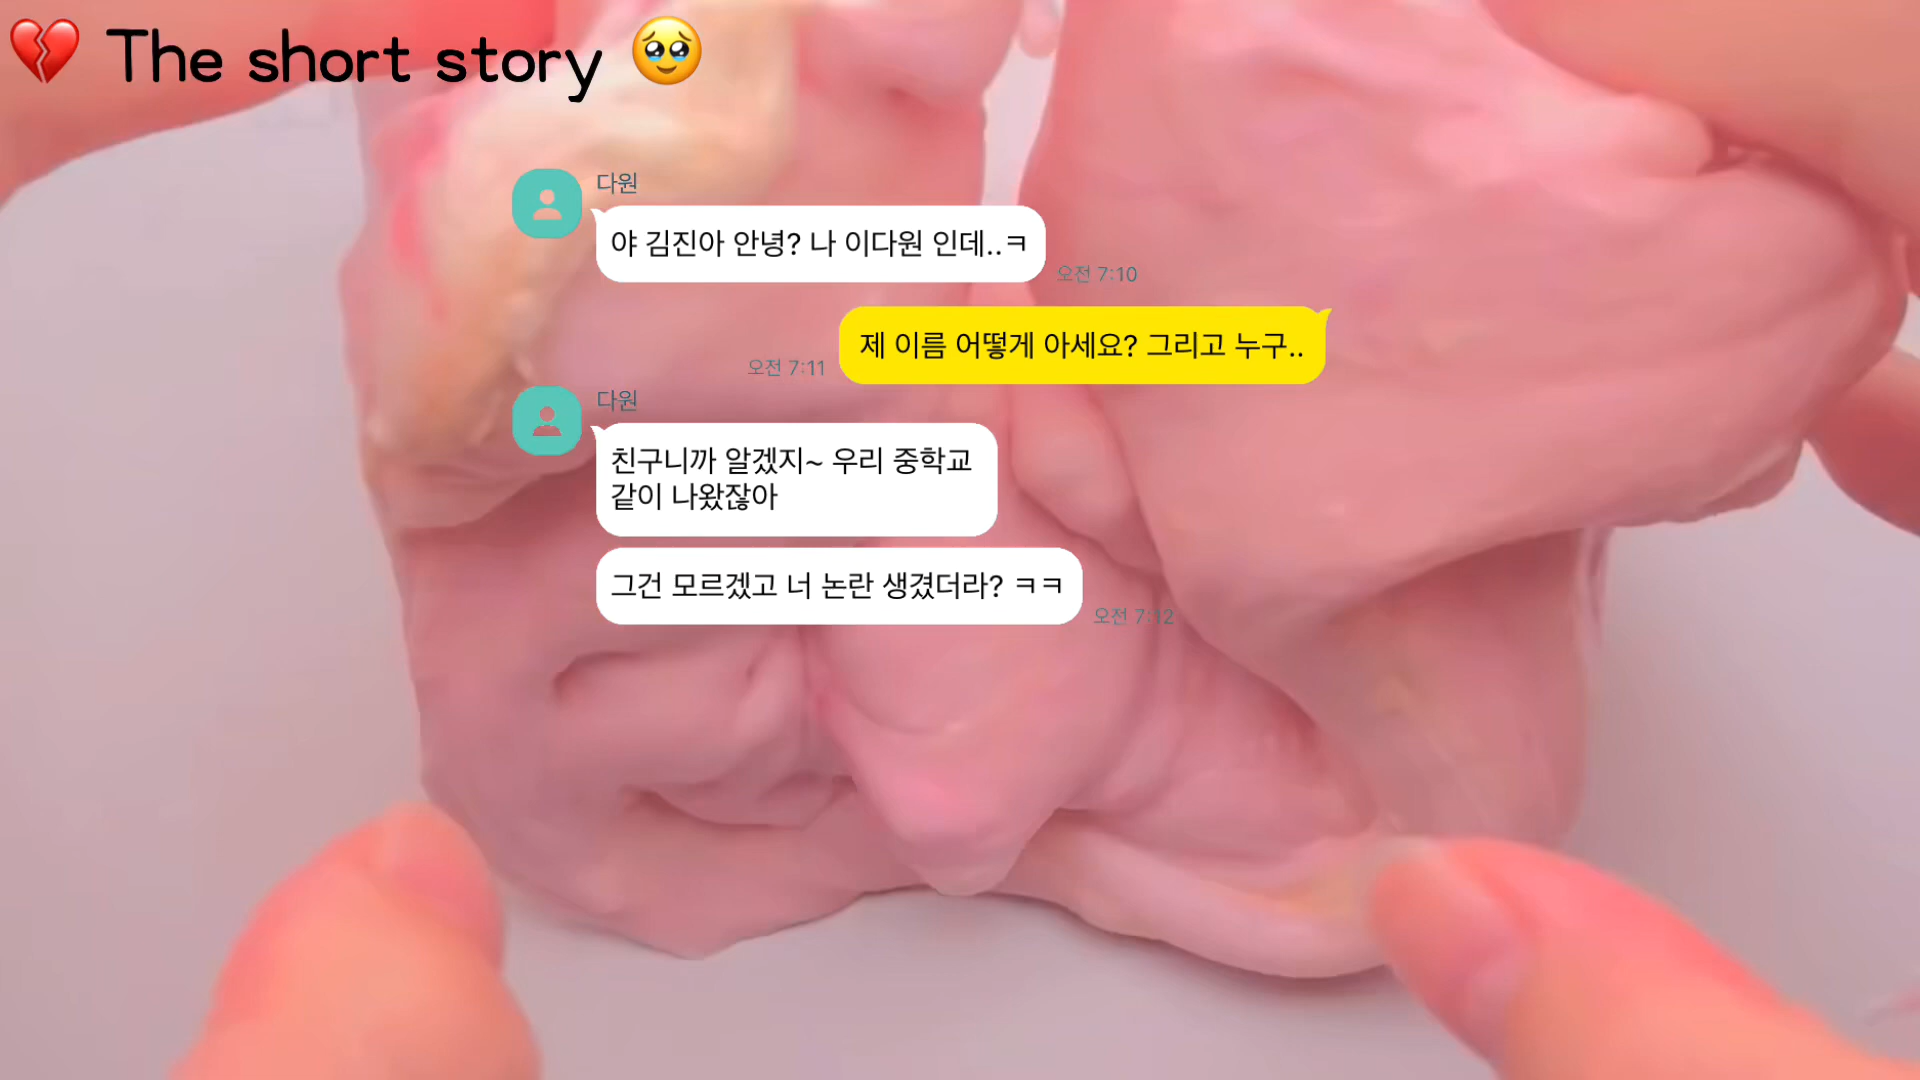 💔 The short story 🥹
다원
야 김진아 안녕? 나 이다원 인데..ㅋ
오전 7:10
제 이름 어떻게 아세요? 그리고 누구..
오전 7:11
다원
친구니까 알겠지~ 우리 중학교
같이 나왔잖아
그건 모르겠고 너 논란 생겼더라? ㅋㅋ
오전 7:12